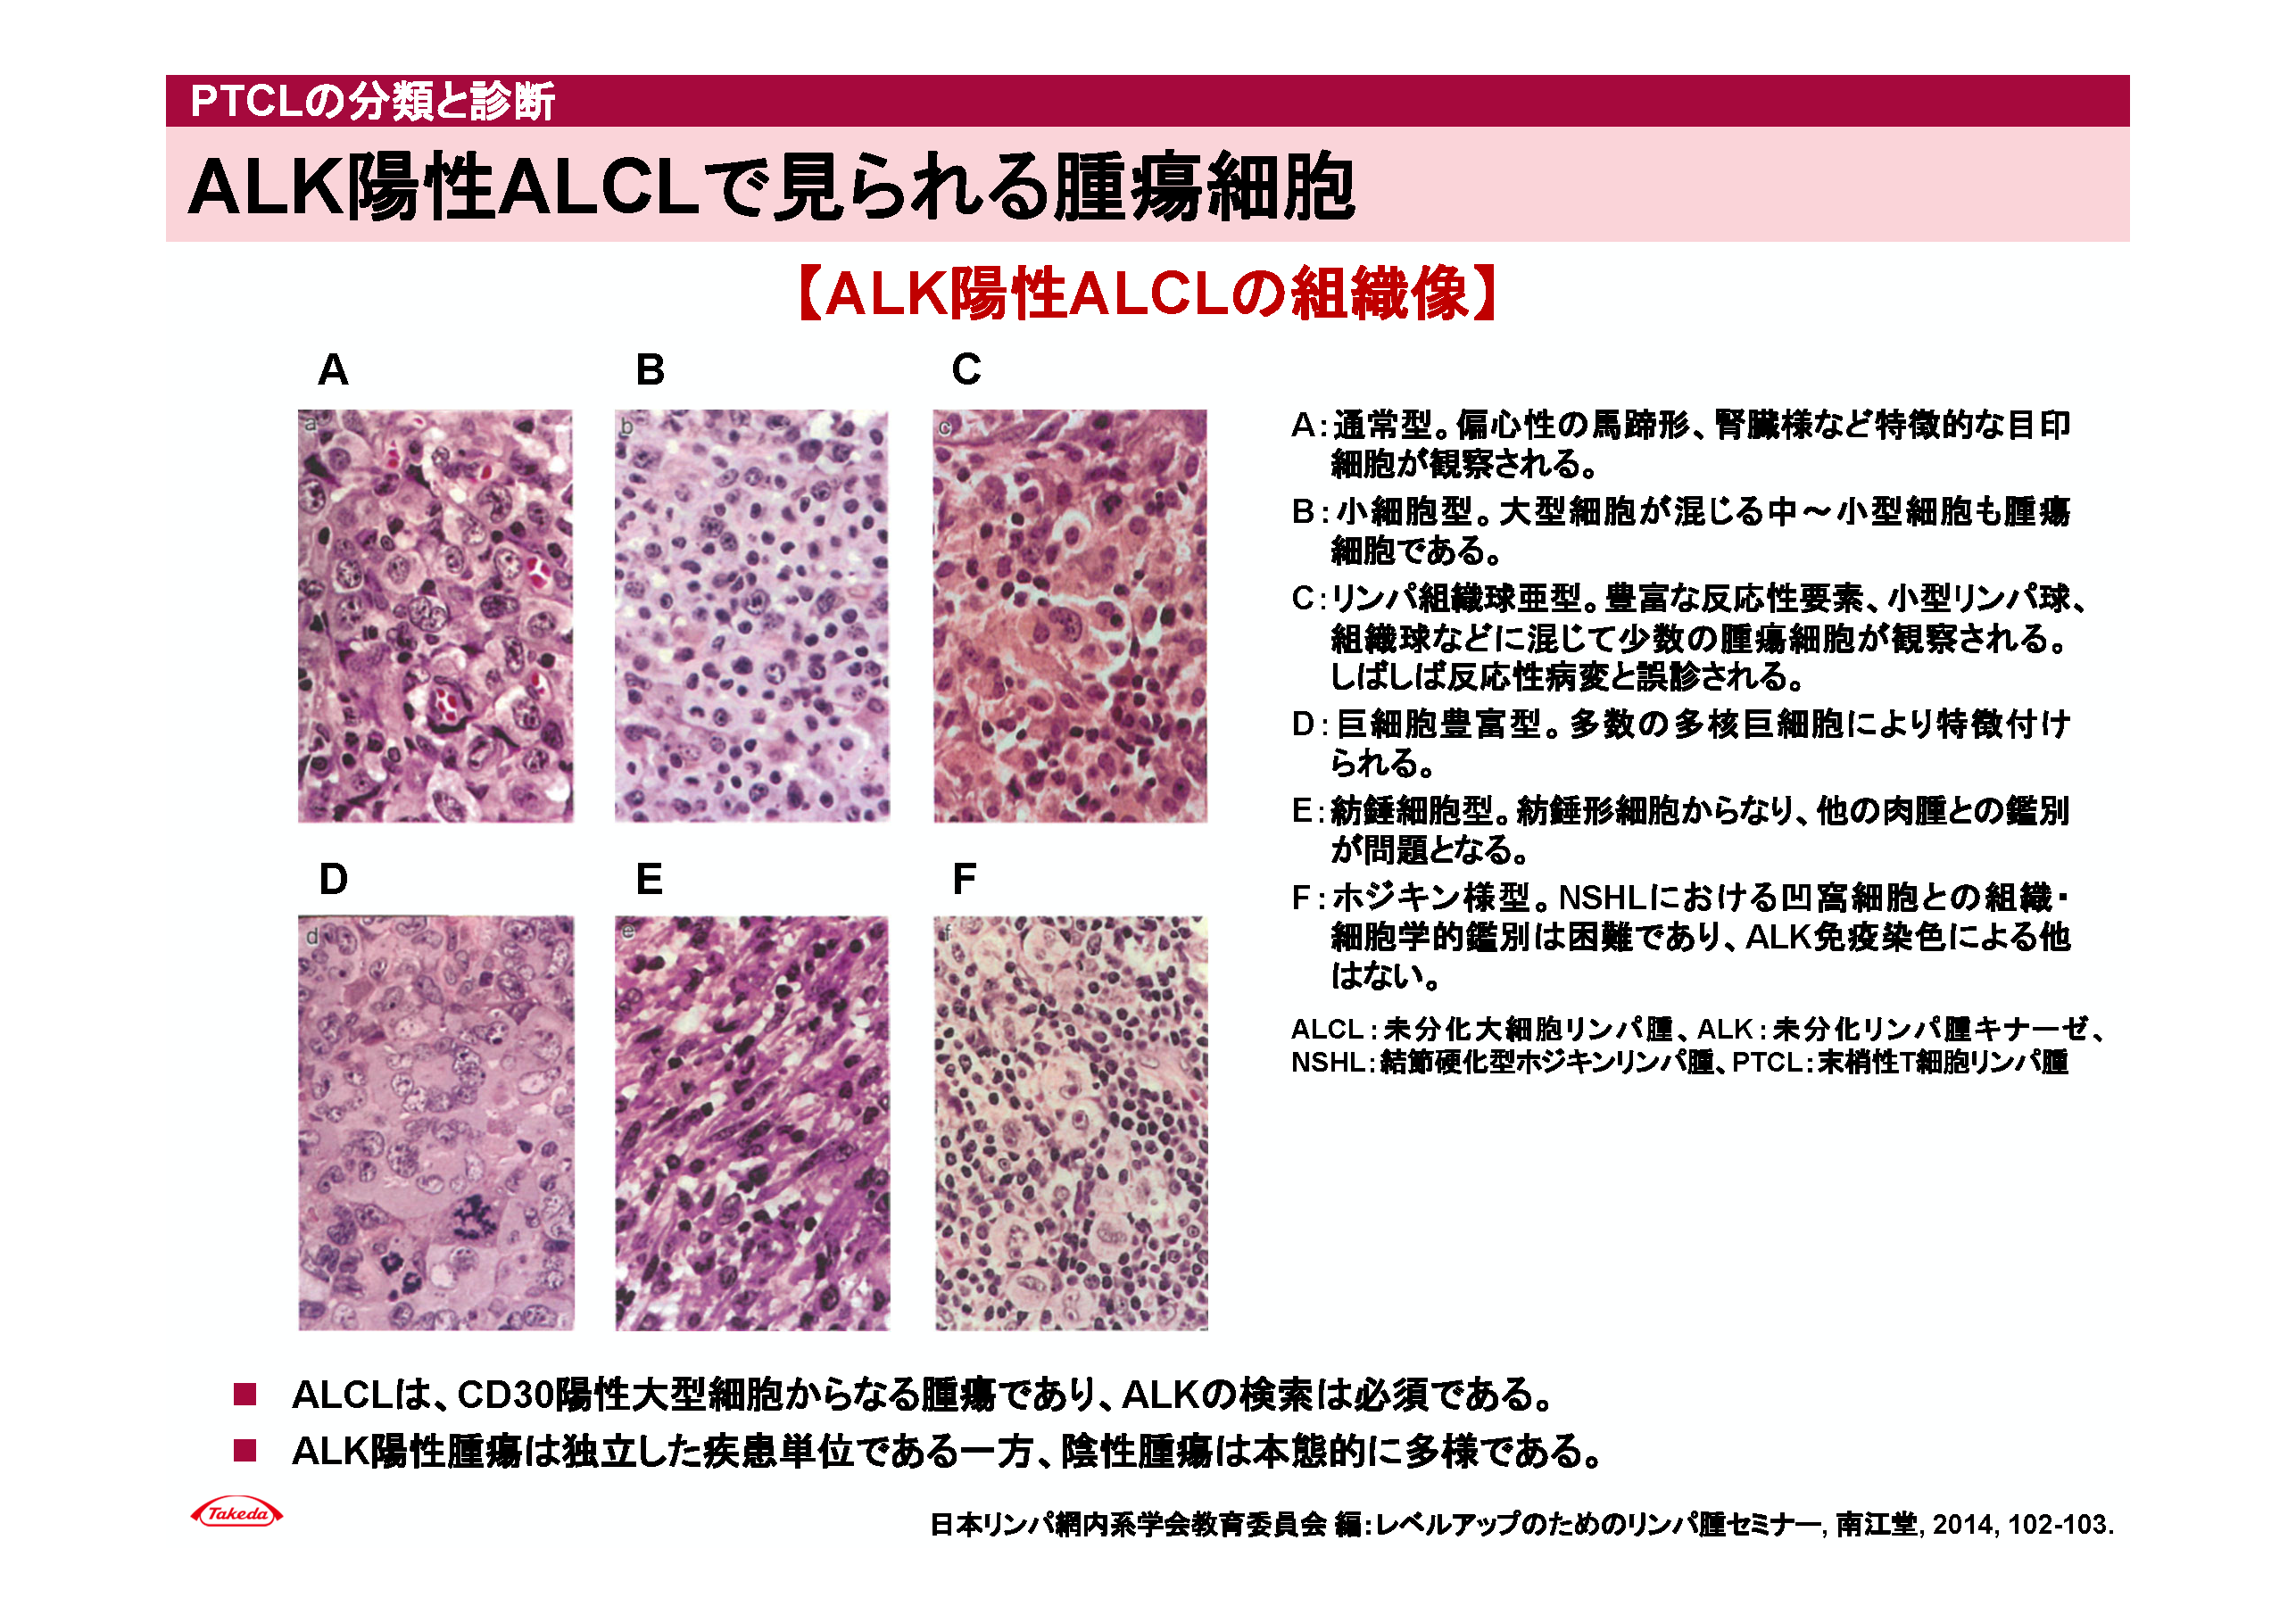 PTCLの分類と診断
ALK陽性ALCLで見られる腫瘍細胞
【ALK陽性ALCLの組織像】
A
B
C
a
b
c
D
E
F
d
e
f
A：通常型。偏心性の馬蹄形、腎臓様など特徴的な目印
細胞が観察される。
B：小細胞型。大型細胞が混じる中～小型細胞も腫瘍
細胞である。
C：リンパ組織球亜型。豊富な反応性要素、小型リンパ球、
組織球などに混じて少数の腫瘍細胞が観察される。
しばしば反応性病変と誤診される。
D：巨細胞豊富型。多数の多核巨細胞により特徴付け
られる。
E：紡錘細胞型。紡錘形細胞からなり、他の肉腫との鑑別
が問題となる。
F：ホジキン様型。NSHLにおける凹窩細胞との組織・
細胞学的鑑別は困難であり、ALK免疫染色による他
はない。
ALCL：未分化大細胞リンパ腫、ALK：未分化リンパ腫キナーゼ、
NSHL：結節硬化型ホジキンリンパ腫、PTCL：末梢性T細胞リンパ腫
■ ALCLは、CD30陽性大型細胞からなる腫瘍であり、ALKの検索は必須である。
■ ALK陽性腫瘍は独立した疾患単位である一方、陰性腫瘍は本態的に多様である。
Takeda
日本リンパ網内系学会教育委員会 編：レベルアップのためのリンパ腫セミナー, 南江堂, 2014, 102-103.